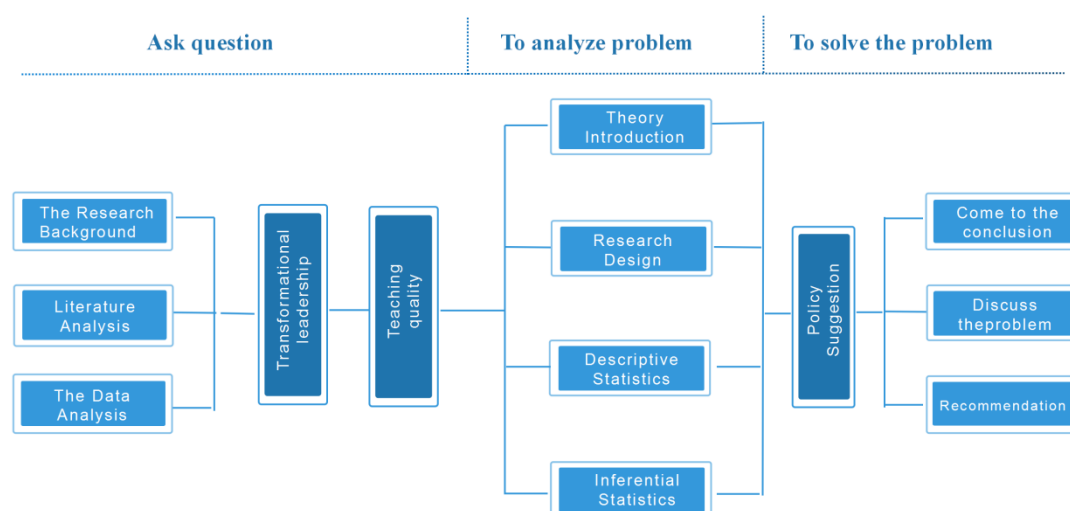 Ask question
To analyze problem
To solve the problem
The Research
Background
Literature
Analysis
The Data
Analysis
Transformational
leadership
Teaching
quality
Theory
Introduction
Research
Design
Descriptive
Statistics
Inferential
Statistics
Policy
Suggestion
Come to the
conclusion
Discuss
theproblem
Recommendation